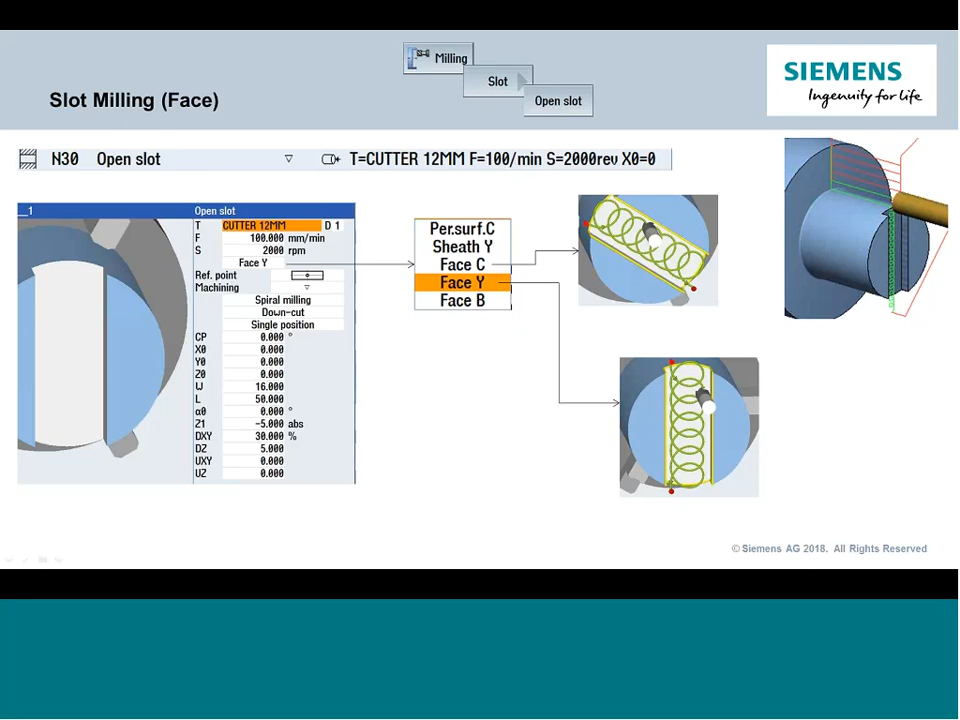 Milling
Slot
Open slot
SIEMENS
Ingenuity for life
Slot Milling (Face)
N30 Open slot T=CUTTER 12MM F=100/min S=2000rev X0=0
_1 Open slot
T CUTTER 12MM D 1
F 100.000 mm/min
S 2000 rpm
Face Y
Ref. point
Machining ▽
Spiral milling
Down-cut
Single position
CP 0.000 °
X0 0.000
Y0 0.000
Z0 0.000
W 16.000
L 50.000
α0 0.000 °
Z1 -5.000 abs
DXY 30.000 %
DZ 5.000
UXY 0.000
UZ 0.000
Per.surf.C
Sheath Y
Face C
Face Y
Face B
© Siemens AG 2018. All Rights Reserved